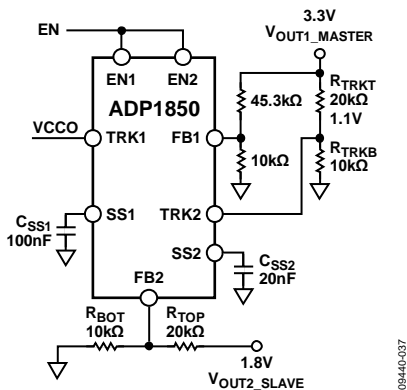 3.3V
VOUT1_MASTER
EN
EN1
EN2
ADP1850
VCCO
TRK1
FB1
45.3kΩ
RTRKT
20kΩ
1.1V
10kΩ
RTRKB
10kΩ
CSS1
100nF
SS1
TRK2
SS2
CSS2
20nF
FB2
RBOT
10kΩ
RTOP
20kΩ
1.8V
VOUT2_SLAVE
09440-037